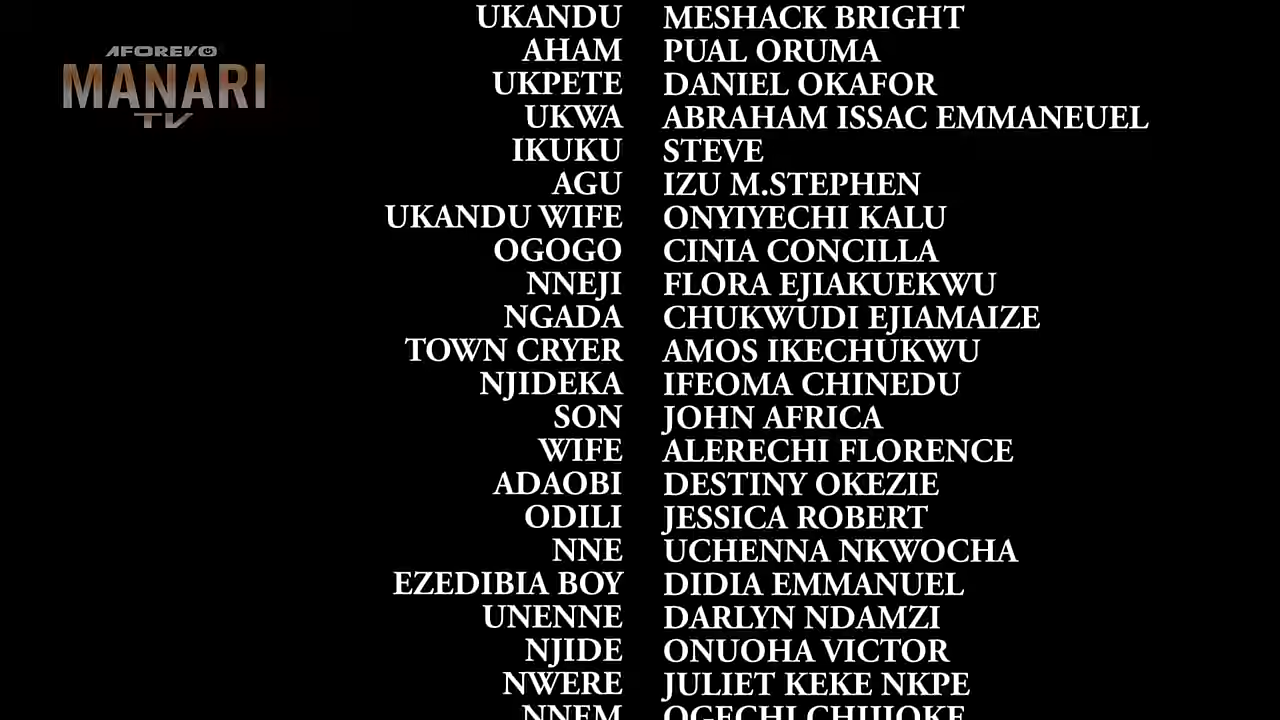 AFOREVO
MANARI
TV
UKANDU MESHACK BRIGHT
AHAM PUAL ORUMA
UKPETE DANIEL OKAFOR
UKWA ABRAHAM ISSAC EMMANEUEL
IKUKU STEVE
AGU IZU M.STEPHEN
UKANDU WIFE ONYIYECHI KALU
OGOGO CINIA CONCILLA
NNEJI FLORA EJIAKUEKWU
NGADA CHUKWUDI EJIAMAIZE
TOWN CRYER AMOS IKECHUKWU
NJIDEKA IFEOMA CHINEDU
SON JOHN AFRICA
WIFE ALERECHI FLORENCE
ADAOBI DESTINY OKEZIE
ODILI JESSICA ROBERT
NNE UCHENNA NKWOCHA
EZEDIBIA BOY DIDIA EMMANUEL
UNENNE DARLYN NDAMZI
NJIDE ONUOHA VICTOR
NWERE JULIET KEKE NKPE
NNEM OGECHI